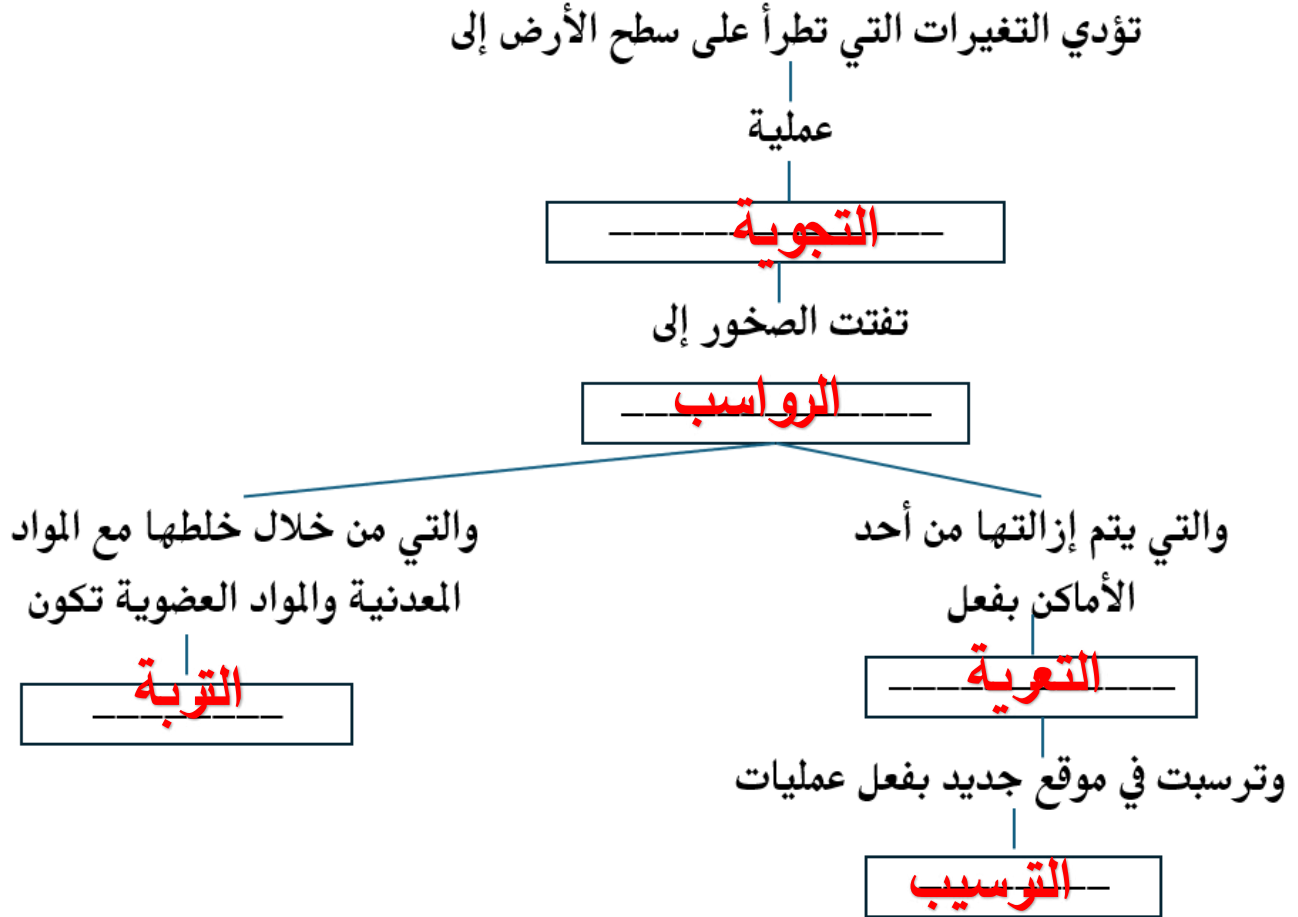 تؤدي التغيرات التي تطرأ على سطح الأرض إلى
عملية
التجوية
تفتت الصخور إلى
الرواسب
والتي يتم إزالتها من أحد
الأماكن بفعل
التعرية
وترسبت في موقع جديد بفعل عمليات
الترسيب
والتي من خلال خلطها مع المواد
المعدنية والمواد العضوية تكون
التربة